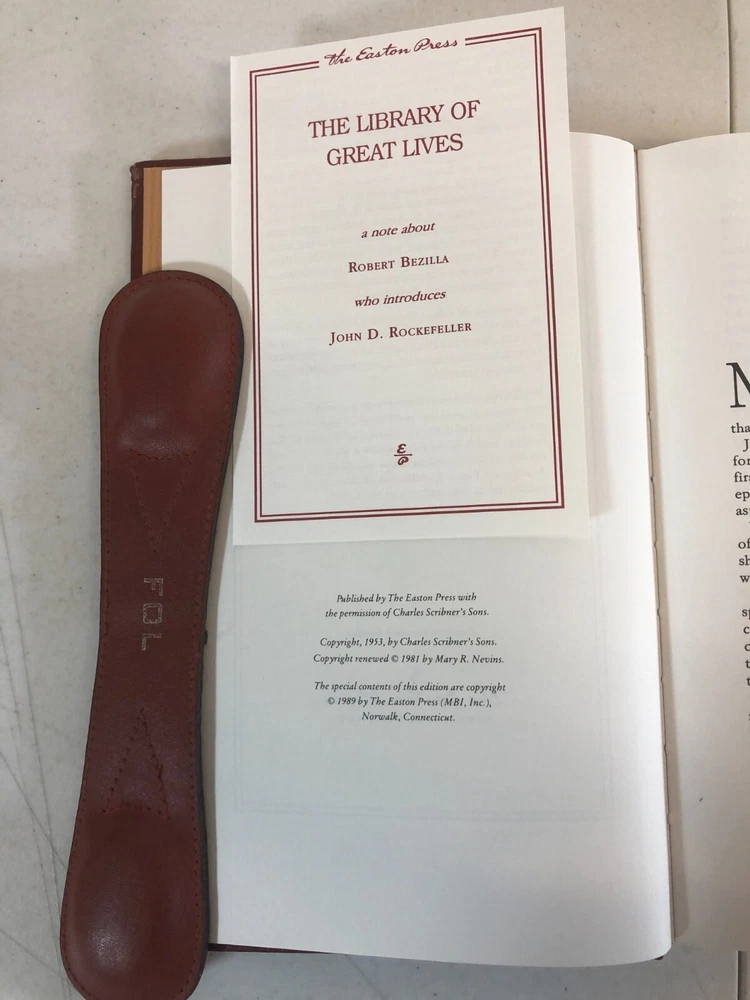 The Easton Press
THE LIBRARY OF
GREAT LIVES
a note about
ROBERT BEZILLA
who introduces
JOHN D. ROCKEFELLER
E
P
FOL
Published by The Easton Press with
the permission of Charles Scribner's Sons.
Copyright, 1953, by Charles Scribner's Sons.
Copyright renewed © 1981 by Mary R. Nevins.
The special contents of this edition are copyright
© 1989 by The Easton Press (MBI, Inc.),
Norwalk, Connecticut.